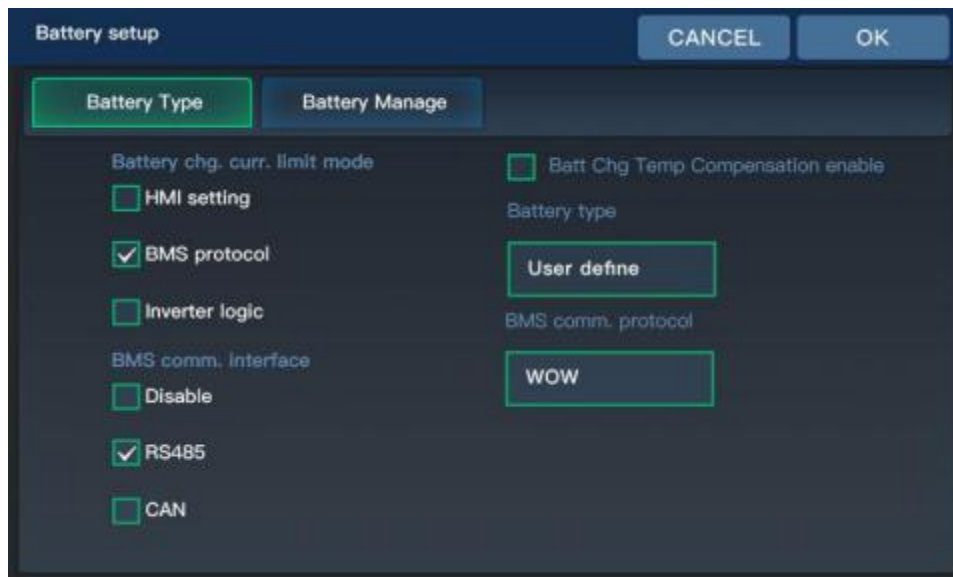 Battery setup
CANCEL
OK
Battery Type
Battery Manage
Battery chg. curr. limit mode
HMI setting
BMS protocol
Inverter logic
BMS comm. interface
Disable
RS485
CAN
Batt Chg Temp Compensation enable
Battery type
User define
BMS comm. protocol
WOW